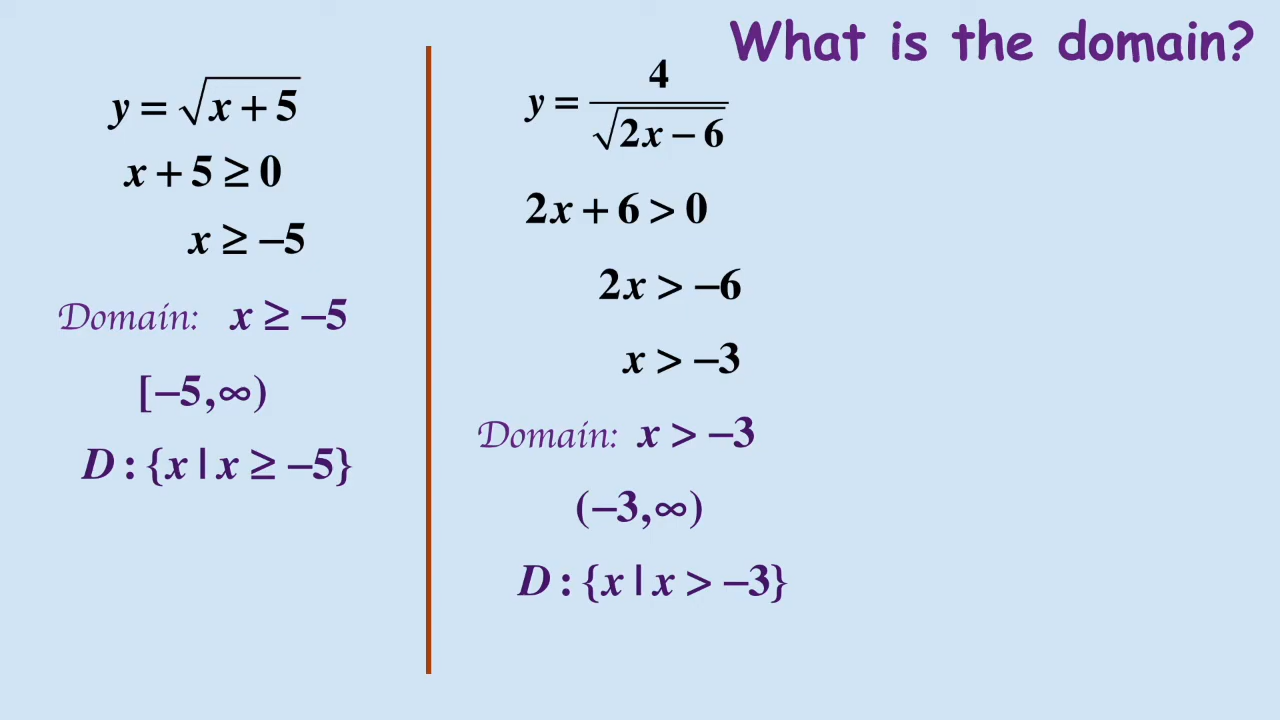 What is the domain?
y = √(x + 5)
x + 5 ≥ 0
x ≥ −5
Domain: x ≥ −5
[−5, ∞)
D : {x | x ≥ −5}
y = 4 / √(2x − 6)
2x + 6 > 0
2x > −6
x > −3
Domain: x > −3
(−3, ∞)
D : {x | x > −3}